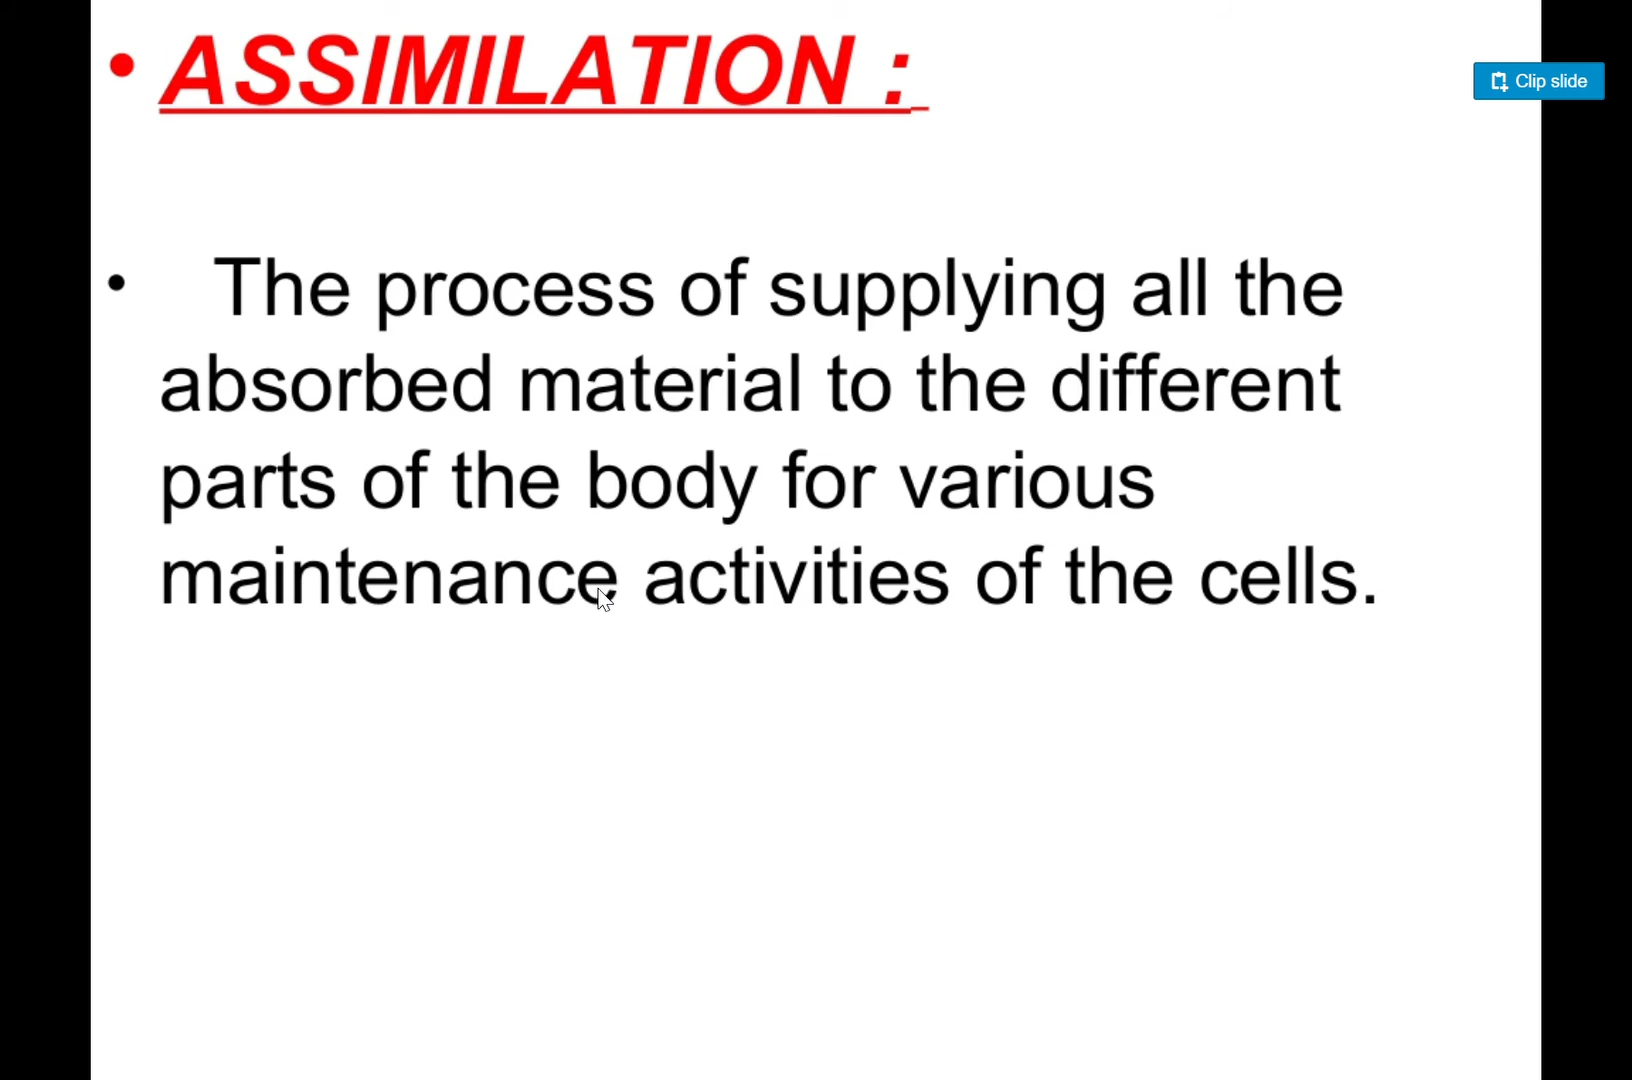 • ASSIMILATION :
Clip slide
• The process of supplying all the
absorbed material to the different
parts of the body for various
maintenance activities of the cells.